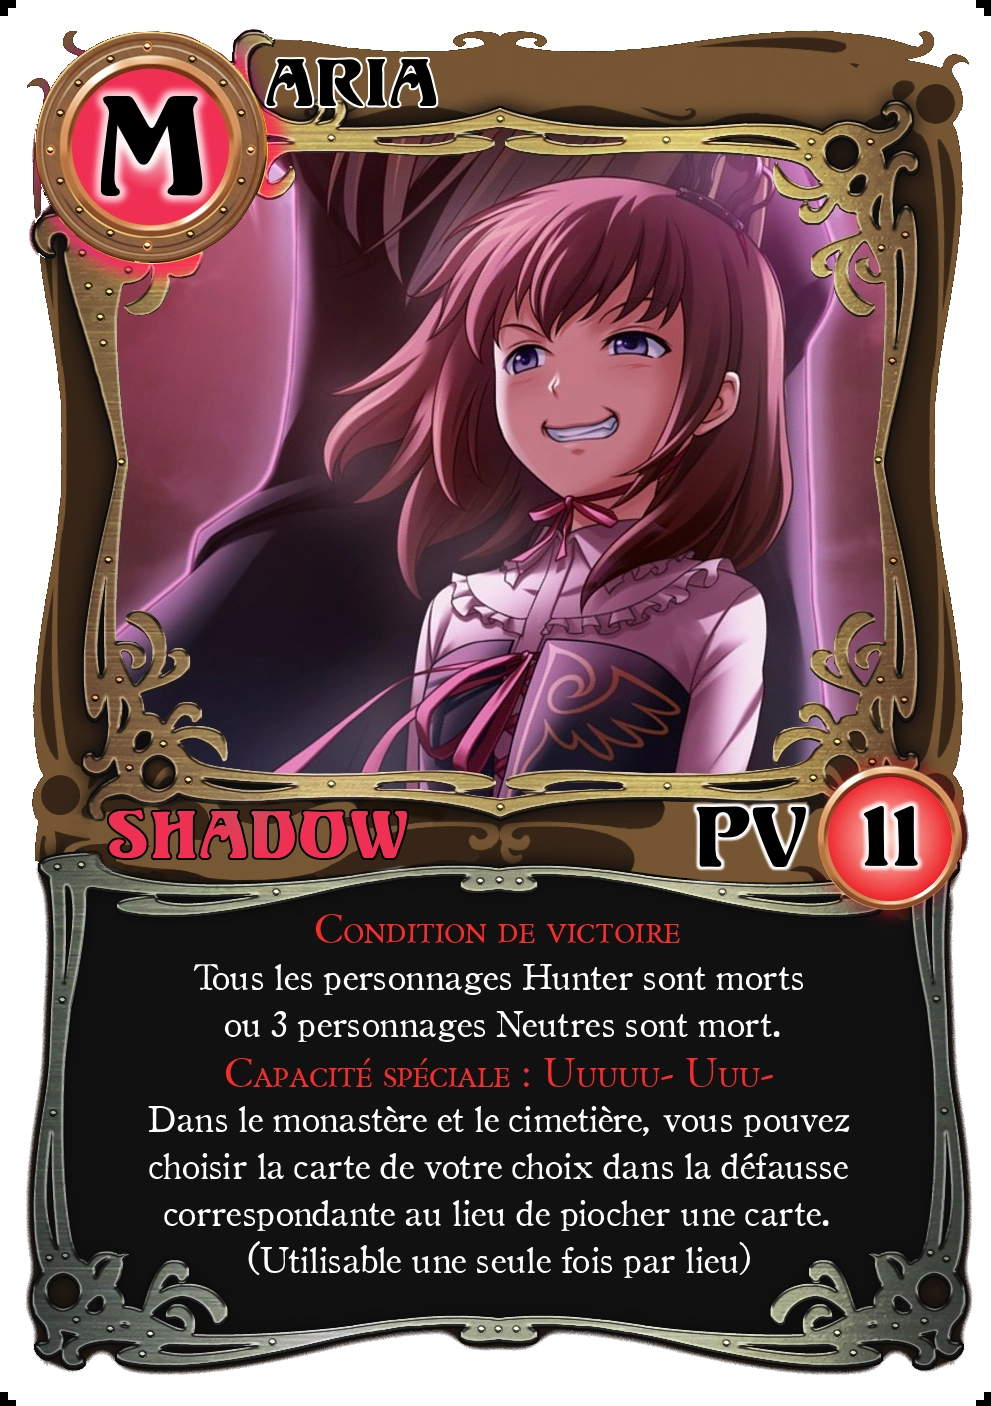 MARIA
SHADOW
PV 11
Condition de victoire
Tous les personnages Hunter sont morts
ou 3 personnages Neutres sont mort.
Capacité spéciale : Uuuuu- Uuu-
Dans le monastère et le cimetière, vous pouvez
choisir la carte de votre choix dans la défausse
correspondante au lieu de piocher une carte.
(Utilisable une seule fois par lieu)